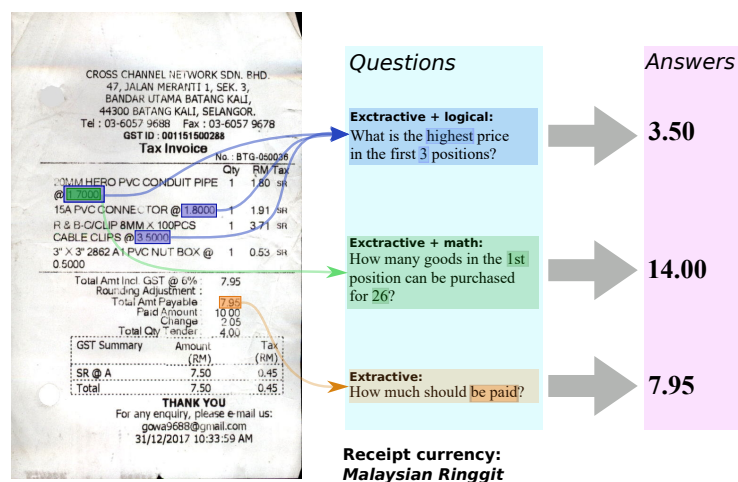 CROSS CHANNEL NETWORK SDN. BHD.
47, JALAN MERANTI 1, SEK. 3,
BANDAR UTAMA BATANG KALI,
44300 BATANG KALI, SELANGOR.
Tel : 03-6057 9688 Fax : 03-6057 9678
GST ID : 001151500288
Tax Invoice
No. : BTG-060036
Qty RM Tax
20MM HERO PVC CONDUIT PIPE 1 1.80 SR
@ 1.7000
15A PVC CONNECTOR @ 1.8000 1 1.91 SR
R & B-C/CLIP 8MM X 100PCS 1 3.71 SR
CABLE CLIPS @ 3.5000
3" X 3" 2862 A1 PVC NUT BOX @ 1 0.53 SR
0.5000
Total Amt Incl. GST @ 6% : 7.95
Rounding Adjustment :
Total Amt Payable : 7.95
Paid Amount : 10.00
Change 2.05
Total Qty Tender : 4.00
GST Summary Amount Tax
(RM) (RM)
SR @ A 7.50 0.45
Total 7.50 0.45
THANK YOU
For any enquiry, please e-mail us:
gowa9688@gmail.com
31/12/2017 10:33:59 AM
Questions
Exctractive + logical:
What is the highest price
in the first 3 positions?
Exctractive + math:
How many goods in the 1st
position can be purchased
for 26?
Extractive:
How much should be paid?
Receipt currency:
Malaysian Ringgit
Answers
3.50
14.00
7.95